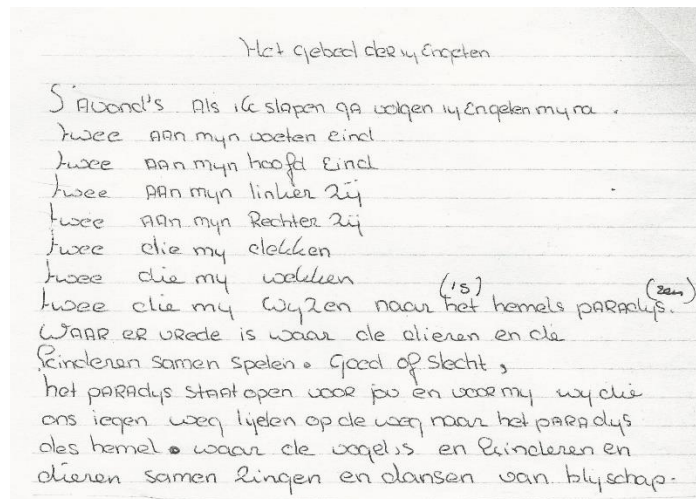 Het gebed der 14 Engelen
S'Avond's Als ik slapen ga volgen 14 Engelen my na.
twee AAn mijn voeten eind
twee AAn mijn hoofd Eind
twee AAn mijn linker zij
twee AAn mijn Rechter zij
twee die my dekken
twee die my wekken
('s) (zen)
twee die my wyzen naar het hemels pARAdys.
WAAR ER VREde is waar de dieren en de
kinderen samen spelen. Goed of slecht,
het pARAdys STAAt open voor jou en voor my wy die
ons iegen weg lyelen op de weg naar het pARAdys
des hemel. waar de vogel,s en kinderen en
dieren samen zingen en dansen van blyschap.